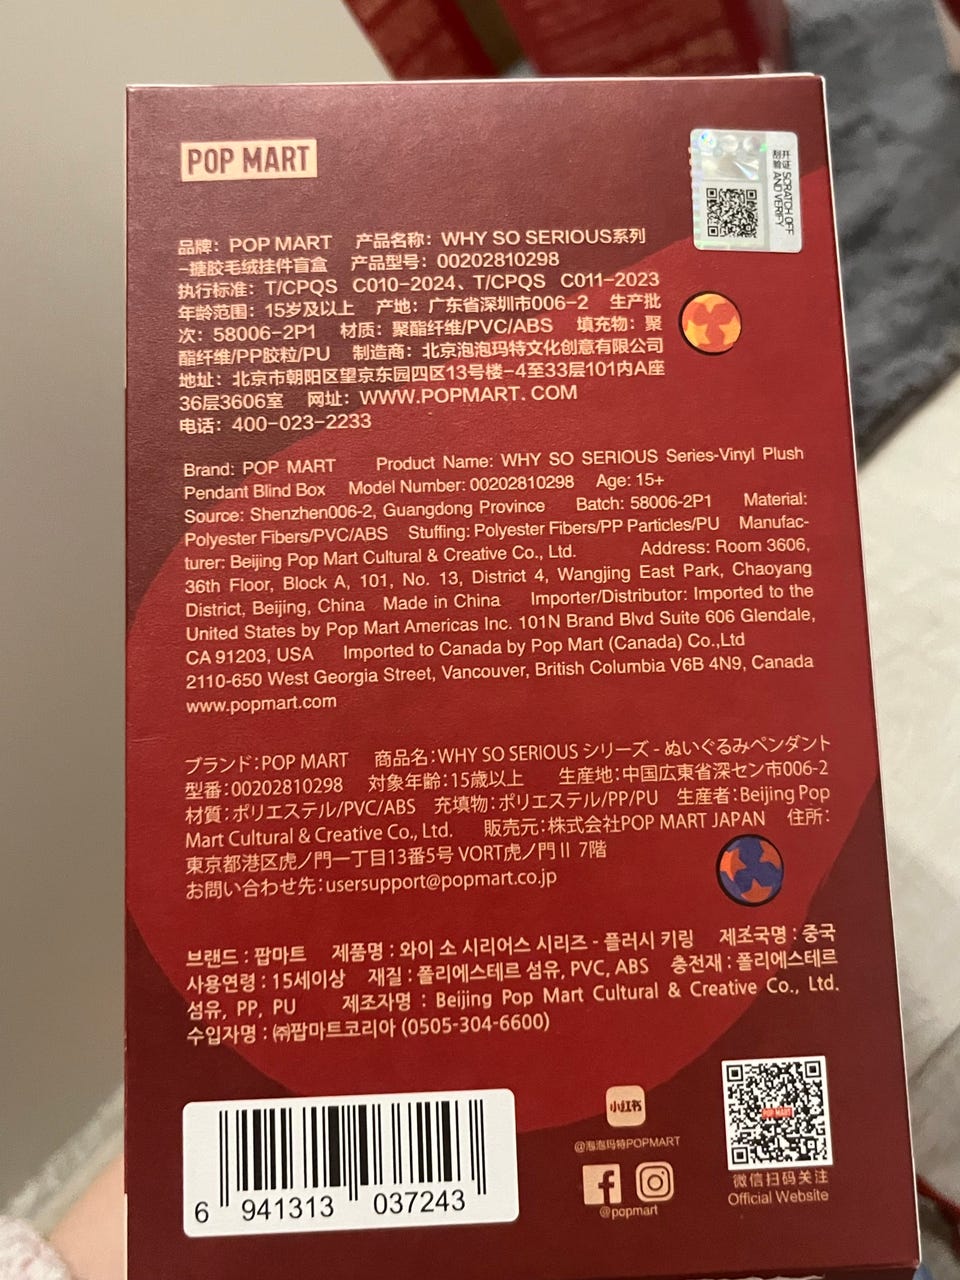 POP MART
开 SCRATCH OFF
刮 验 AND VERIFY
品牌：POP MART 产品名称：WHY SO SERIOUS系列
-搪胶毛绒挂件盲盒 产品型号：00202810298
执行标准：T/CPQS C010-2024、T/CPQS C011-2023
年龄范围：15岁及以上 产地：广东省深圳市006-2 生产批
次：58006-2P1 材质：聚酯纤维/PVC/ABS 填充物：聚
酯纤维/PP胶粒/PU 制造商：北京泡泡玛特文化创意有限公司
地址：北京市朝阳区望京东园四区13号楼-4至33层101内A座
36层3606室 网址：WWW.POPMART.COM
电话：400-023-2233
Brand: POP MART Product Name: WHY SO SERIOUS Series-Vinyl Plush
Pendant Blind Box Model Number: 00202810298 Age: 15+
Source: Shenzhen006-2, Guangdong Province Batch: 58006-2P1 Material:
Polyester Fibers/PVC/ABS Stuffing: Polyester Fibers/PP Particles/PU Manufac-
turer: Beijing Pop Mart Cultural & Creative Co., Ltd. Address: Room 3606,
36th Floor, Block A, 101, No. 13, District 4, Wangjing East Park, Chaoyang
District, Beijing, China Made in China Importer/Distributor: Imported to the
United States by Pop Mart Americas Inc. 101N Brand Blvd Suite 606 Glendale,
CA 91203, USA Imported to Canada by Pop Mart (Canada) Co.,Ltd
2110-650 West Georgia Street, Vancouver, British Columbia V6B 4N9, Canada
www.popmart.com
ブランド：POP MART 商品名：WHY SO SERIOUS シリーズ - ぬいぐるみペンダント
型番：00202810298 対象年齢：15歳以上 生産地：中国広東省深セン市006-2
材質：ポリエステル/PVC/ABS 充填物：ポリエステル/PP/PU 生産者：Beijing Pop
Mart Cultural & Creative Co., Ltd. 販売元：株式会社POP MART JAPAN 住所：
東京都港区虎ノ門一丁目13番5号 VORT虎ノ門Ⅱ 7階
お問い合わせ先：usersupport@popmart.co.jp
브랜드 : 팝마트 제품명 : 와이 소 시리어스 시리즈 - 플러시 키링 제조국명 : 중국
사용연령 : 15세이상 재질 : 폴리에스테르 섬유, PVC, ABS 충전재 : 폴리에스테르
섬유, PP, PU 제조자명 : Beijing Pop Mart Cultural & Creative Co., Ltd.
수입자명 : ㈜팝마트코리아 (0505-304-6600)
6 941313 037243
小红书
@泡泡玛特POPMART
@popmart
POP MART
微信扫码关注
Official Website